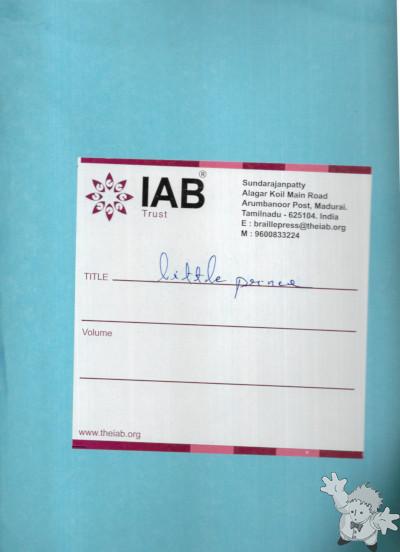 IAB®
Trust
Sundarajanpatty
Alagar Koil Main Road
Arumbanoor Post, Madurai.
Tamilnadu - 625104. India
E : braillepress@theiab.org
M : 9600833224
TITLE little prince
Volume
www.theiab.org